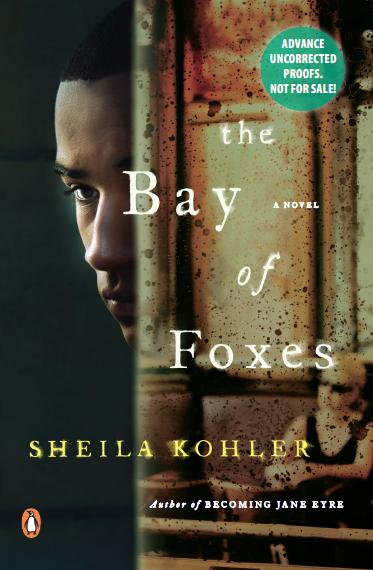 ADVANCE
UNCORRECTED
PROOFS.
NOT FOR SALE!
the
Bay
A NOVEL
of
Foxes
SHEILA KOHLER
Author of BECOMING JANE EYRE